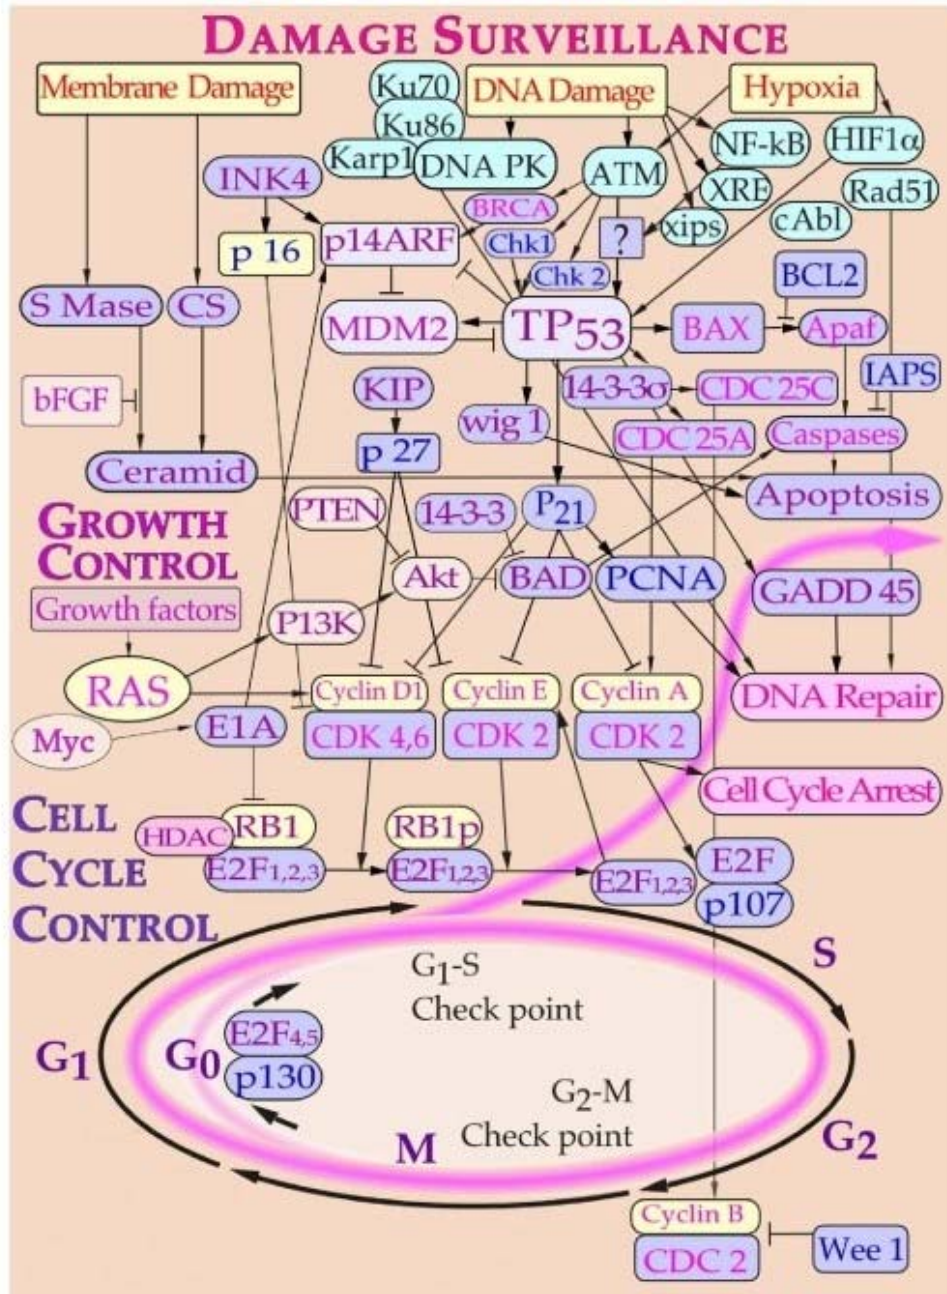 DAMAGE SURVEILLANCE
Membrane Damage
Ku70
DNA Damage
Hypoxia
Ku86
NF-kB
HIF1α
Karp1
DNA PK
ATM
INK4
XRE
Rad51
BRCA
xips
cAbl
p 16
p14ARF
Chk1
?
Chk 2
BCL2
S Mase
CS
MDM2
TP53
BAX
Apaf
bFGF
KIP
14-3-3σ
CDC 25C
IAPS
wig 1
CDC 25A
Caspases
p 27
Ceramid
Apoptosis
PTEN
14-3-3
P21
GROWTH
CONTROL
Akt
BAD
PCNA
GADD 45
Growth factors
P13K
RAS
Cyclin D1
Cyclin E
Cyclin A
DNA Repair
Myc
E1A
CDK 4,6
CDK 2
CDK 2
Cell Cycle Arrest
CELL
CYCLE
CONTROL
RB1
HDAC
E2F1,2,3
RB1p
E2F1,2,3
E2F1,2,3
E2F
p107
G1-S
Check point
S
G1
G0
E2F4,5
p130
G2-M
Check point
G2
M
Cyclin B
CDC 2
Wee 1